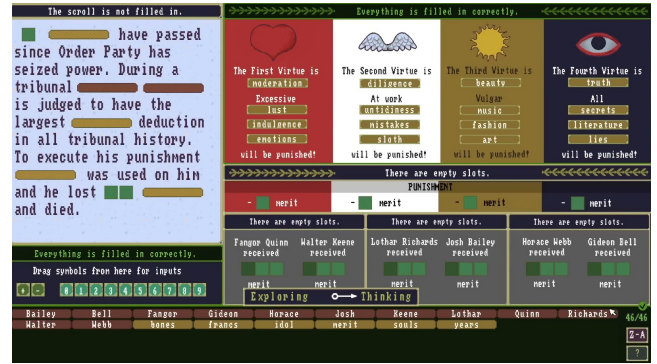 The scroll is not filled in.
have passed
since Order Party has
seized power. During a
tribunal
is judged to have the
largest deduction
in all tribunal history.
To execute his punishment
was used on him
and he lost
and died.
Everything is filled in correctly.
Drag symbols from here for inputs
+ - 0 1 2 3 4 5 6 7 8 9
Everything is filled in correctly.
The First Virtue is
moderation
Excessive
lust
indulgence
emotions
will be punished!
The Second Virtue is
diligence
At work
untidiness
mistakes
sloth
will be punished!
The Third Virtue is
beauty
Vulgar
music
fashion
art
will be punished!
The Fourth Virtue is
truth
All
secrets
literature
lies
will be punished!
There are empty slots.
PUNISHMENT
- merit - merit - merit - merit
There are empty slots. There are empty slots. There are empty slots.
Fangor Quinn
received
merit
Walter Keene
received
merit
Lothar Richards
received
merit
Josh Bailey
received
merit
Horace Webb
received
merit
Gideon Bell
received
merit
Exploring Thinking
Bailey Bell Fangor Gideon Horace Josh Keene Lothar Quinn Richards
Walter Webb bones francs idol merit souls years
46/46
Z-A
?